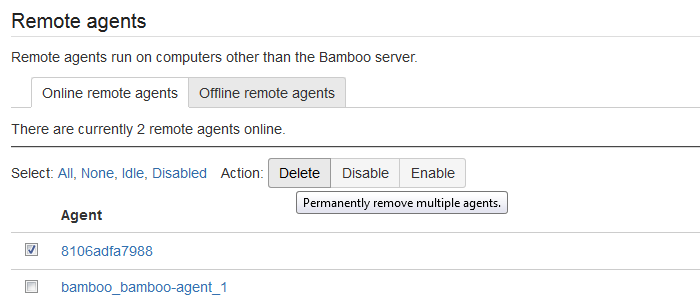 Remote agents
Remote agents run on computers other than the Bamboo server.
Online remote agents Offline remote agents
There are currently 2 remote agents online.
Select: All, None, Idle, Disabled Action: Delete Disable Enable
Permanently remove multiple agents.
Agent
8106adfa7988
bamboo_bamboo-agent_1